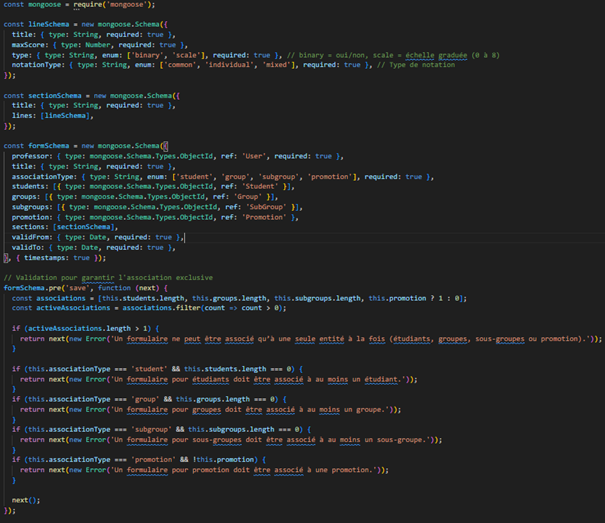 const mongoose = require('mongoose');
const lineSchema = new mongoose.Schema({
  title: { type: String, required: true },
  maxScore: { type: Number, required: true },
  type: { type: String, enum: ['binary', 'scale'], required: true }, // binary = oui/non, scale = échelle graduée (0 à 8)
  notationType: { type: String, enum: ['common', 'individual', 'mixed'], required: true }, // Type de notation
});
const sectionSchema = new mongoose.Schema({
  title: { type: String, required: true },
  lines: [lineSchema],
});
const formSchema = new mongoose.Schema({
  professor: { type: mongoose.Schema.Types.ObjectId, ref: 'User', required: true },
  title: { type: String, required: true },
  associationType: { type: String, enum: ['student', 'group', 'subgroup', 'promotion'], required: true },
  students: [{ type: mongoose.Schema.Types.ObjectId, ref: 'Student' }],
  groups: [{ type: mongoose.Schema.Types.ObjectId, ref: 'Group' }],
  subgroups: [{ type: mongoose.Schema.Types.ObjectId, ref: 'SubGroup' }],
  promotion: { type: mongoose.Schema.Types.ObjectId, ref: 'Promotion' },
  sections: [sectionSchema],
  validFrom: { type: Date, required: true },
  validTo: { type: Date, required: true },
}, { timestamps: true });
// Validation pour garantir l'association exclusive
formSchema.pre('save', function (next) {
  const associations = [this.students.length, this.groups.length, this.subgroups.length, this.promotion ? 1 : 0];
  const activeAssociations = associations.filter(count => count > 0);
  if (activeAssociations.length > 1) {
    return next(new Error('Un formulaire ne peut être associé qu’à une seule entité à la fois (étudiants, groupes, sous-groupes ou promotion).'));
  }
  if (this.associationType === 'student' && this.students.length === 0) {
    return next(new Error('Un formulaire pour étudiants doit être associé à au moins un étudiant.'));
  }
  if (this.associationType === 'group' && this.groups.length === 0) {
    return next(new Error('Un formulaire pour groupes doit être associé à au moins un groupe.'));
  }
  if (this.associationType === 'subgroup' && this.subgroups.length === 0) {
    return next(new Error('Un formulaire pour sous-groupes doit être associé à au moins un sous-groupe.'));
  }
  if (this.associationType === 'promotion' && !this.promotion) {
    return next(new Error('Un formulaire pour promotion doit être associé à une promotion.'));
  }
  next();
});